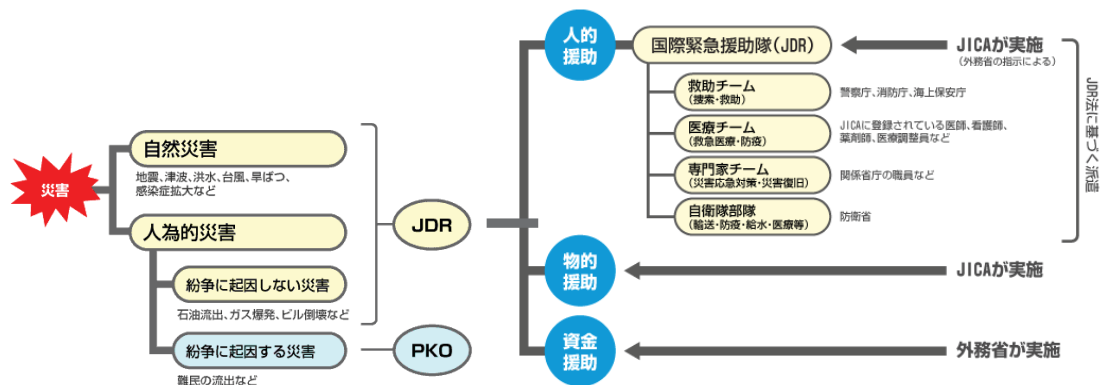 災害
自然災害
地震、津波、洪水、台風、旱ばつ、
感染症拡大など
人為的災害
紛争に起因しない災害
石油流出、ガス爆発、ビル倒壊など
紛争に起因する災害
難民の流出など
JDR
PKO
人的
援助
国際緊急援助隊(JDR)
JICAが実施
(外務省の指示による)
救助チーム
(捜索・救助)
警察庁、消防庁、海上保安庁
医療チーム
(救急医療・防疫)
JICAに登録されている医師、看護師、
薬剤師、医療調整員など
専門家チーム
(災害応急対策・災害復旧)
関係省庁の職員など
自衛隊部隊
(輸送・防疫・給水・医療等)
防衛省
JDR法に基づく派遣
物的
援助
JICAが実施
資金
援助
外務省が実施